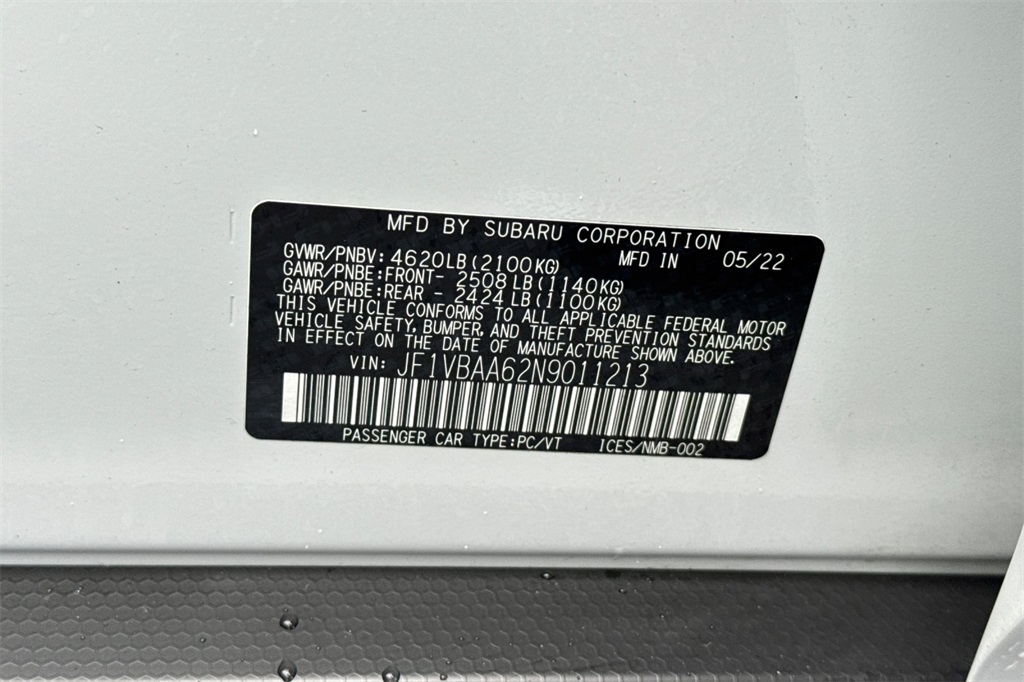 MFD BY SUBARU CORPORATION
GVWR/PNBV: 4620LB(2100KG) MFD IN 05/22
GAWR/PNBE:FRONT- 2508LB(1140KG)
GAWR/PNBE:REAR - 2424LB(1100KG)
THIS VEHICLE CONFORMS TO ALL APPLICABLE FEDERAL MOTOR
VEHICLE SAFETY, BUMPER, AND THEFT PREVENTION STANDARDS
IN EFFECT ON THE DATE OF MANUFACTURE SHOWN ABOVE.
VIN: JF1VBAA62N9011213
PASSENGER CAR TYPE:PC/VT ICES/NMB-002